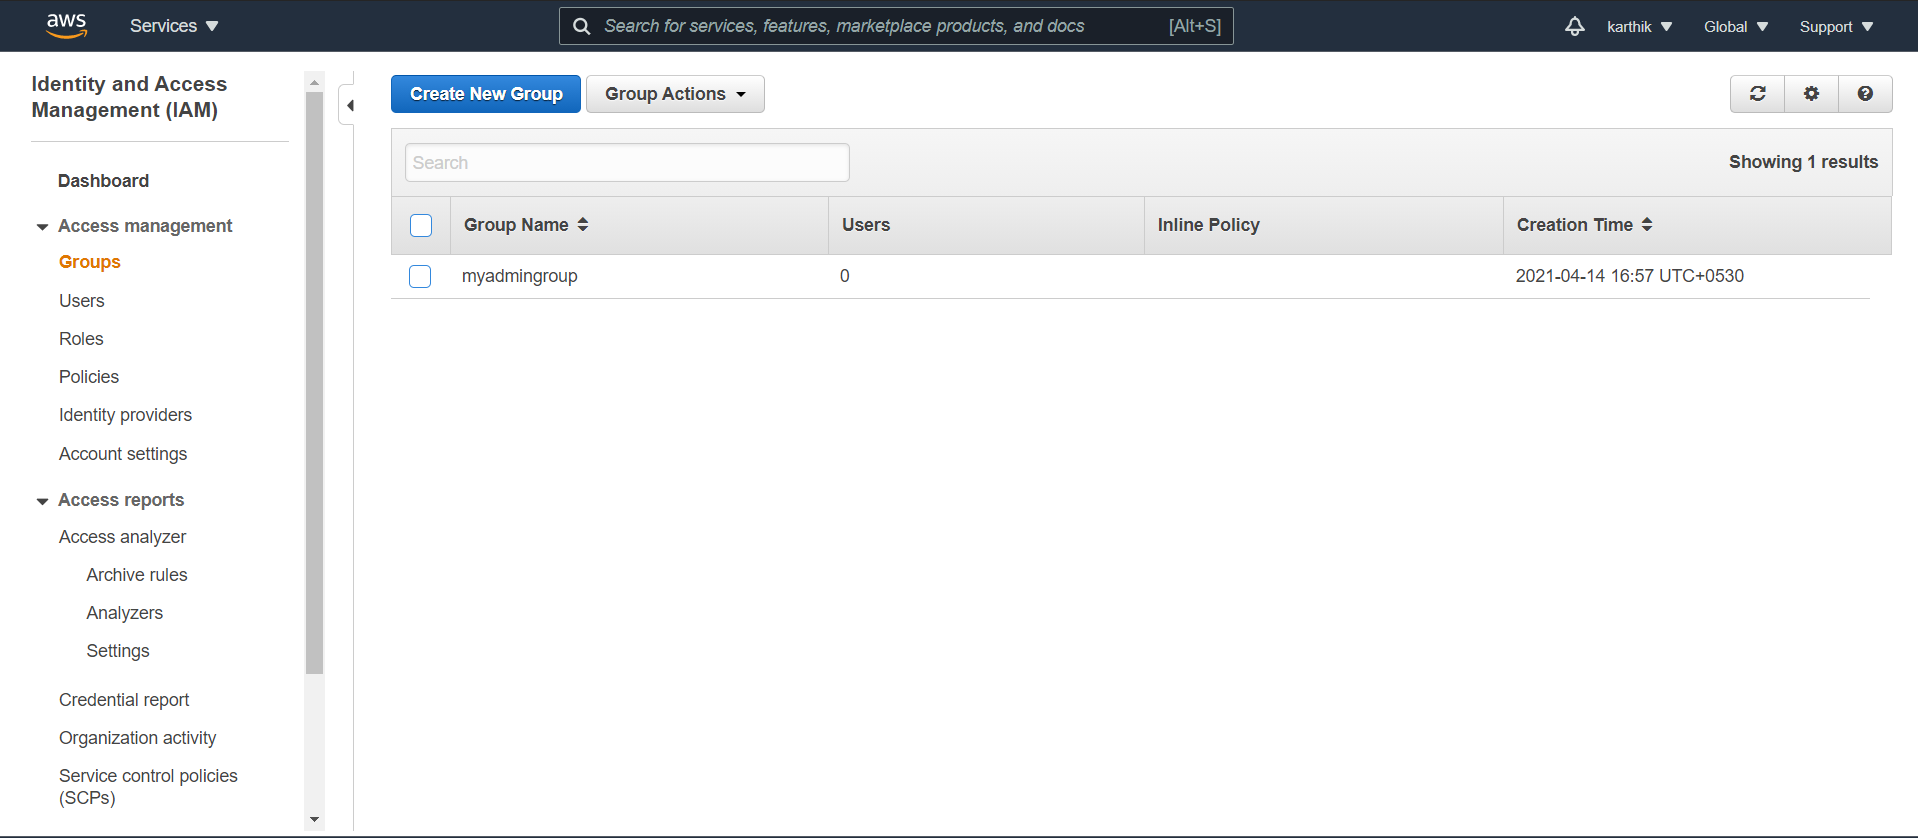 aws
Services
Search for services, features, marketplace products, and docs [Alt+S]
karthik
Global
Support
Identity and Access
Management (IAM)
Dashboard
Access management
Groups
Users
Roles
Policies
Identity providers
Account settings
Access reports
Access analyzer
Archive rules
Analyzers
Settings
Credential report
Organization activity
Service control policies
(SCPs)
Create New Group
Group Actions
Search
Showing 1 results
Group Name Users Inline Policy Creation Time
myadmingroup 0 2021-04-14 16:57 UTC+0530